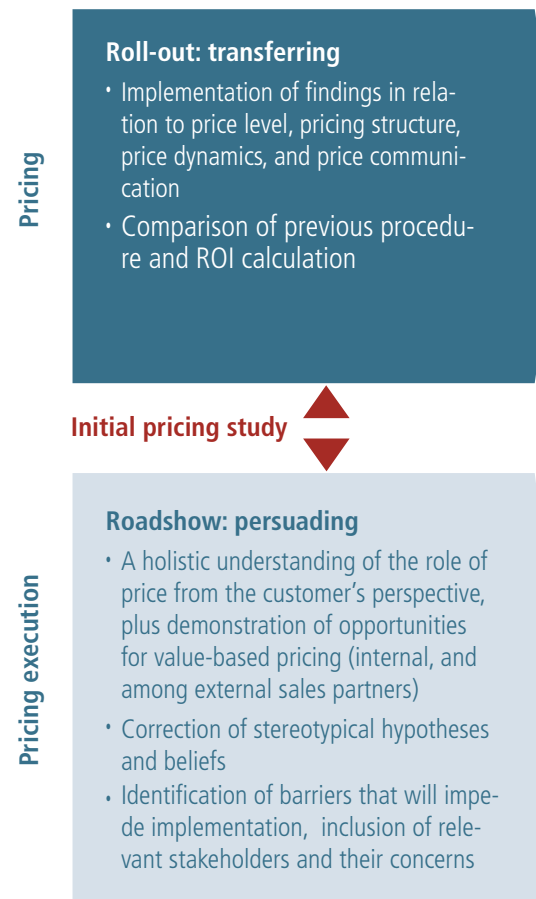 Pricing
Roll-out: transferring
• Implementation of findings in rela-
tion to price level, pricing structure,
price dynamics, and price communi-
cation
• Comparison of previous procedu-
re and ROI calculation
Initial pricing study
Pricing execution
Roadshow: persuading
• A holistic understanding of the role of
price from the customer’s perspective,
plus demonstration of opportunities
for value-based pricing (internal, and
among external sales partners)
• Correction of stereotypical hypotheses
and beliefs
• Identification of barriers that will impe-
de implementation, inclusion of rele-
vant stakeholders and their concerns